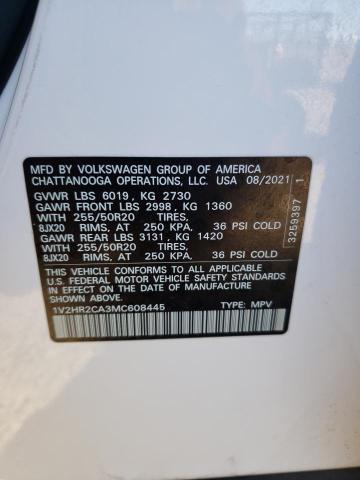 MFD BY VOLKSWAGEN GROUP OF AMERICA
CHATTANOOGA OPERATIONS, LLC. USA 08/2021
GVWR LBS 6019, KG 2730
GAWR FRONT LBS 2998, KG 1360
WITH 255/50R20 TIRES,
8JX20 RIMS, AT 250 KPA, 36 PSI COLD
GAWR REAR LBS 3131, KG 1420
WITH 255/50R20 TIRES,
8JX20 RIMS, AT 250 KPA, 36 PSI COLD
THIS VEHICLE CONFORMS TO ALL APPLICABLE
U.S. FEDERAL MOTOR VEHICLE SAFETY STANDARDS
IN EFFECT ON THE DATE OF MANUFACTURE
SHOWN ABOVE.
1V2HR2CA3MC608445 TYPE: MPV
3259397 1